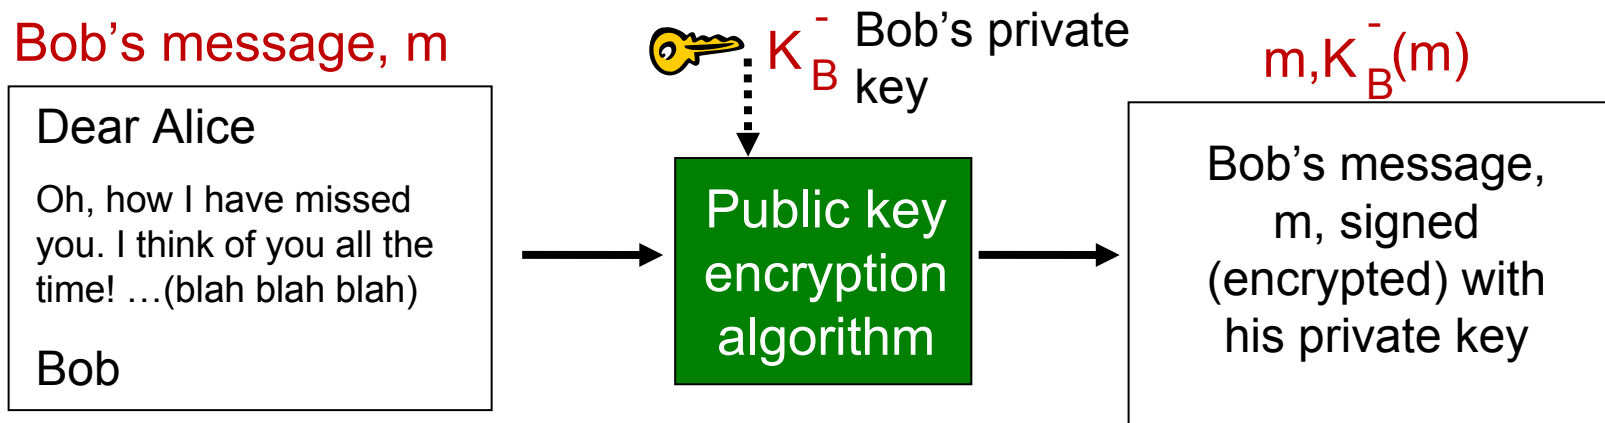 Bob’s message, m
Dear Alice
Oh, how I have missed
you. I think of you all the
time! …(blah blah blah)
Bob
K B - Bob’s private
key
Public key
encryption
algorithm
m,K B - (m)
Bob’s message,
m, signed
(encrypted) with
his private key